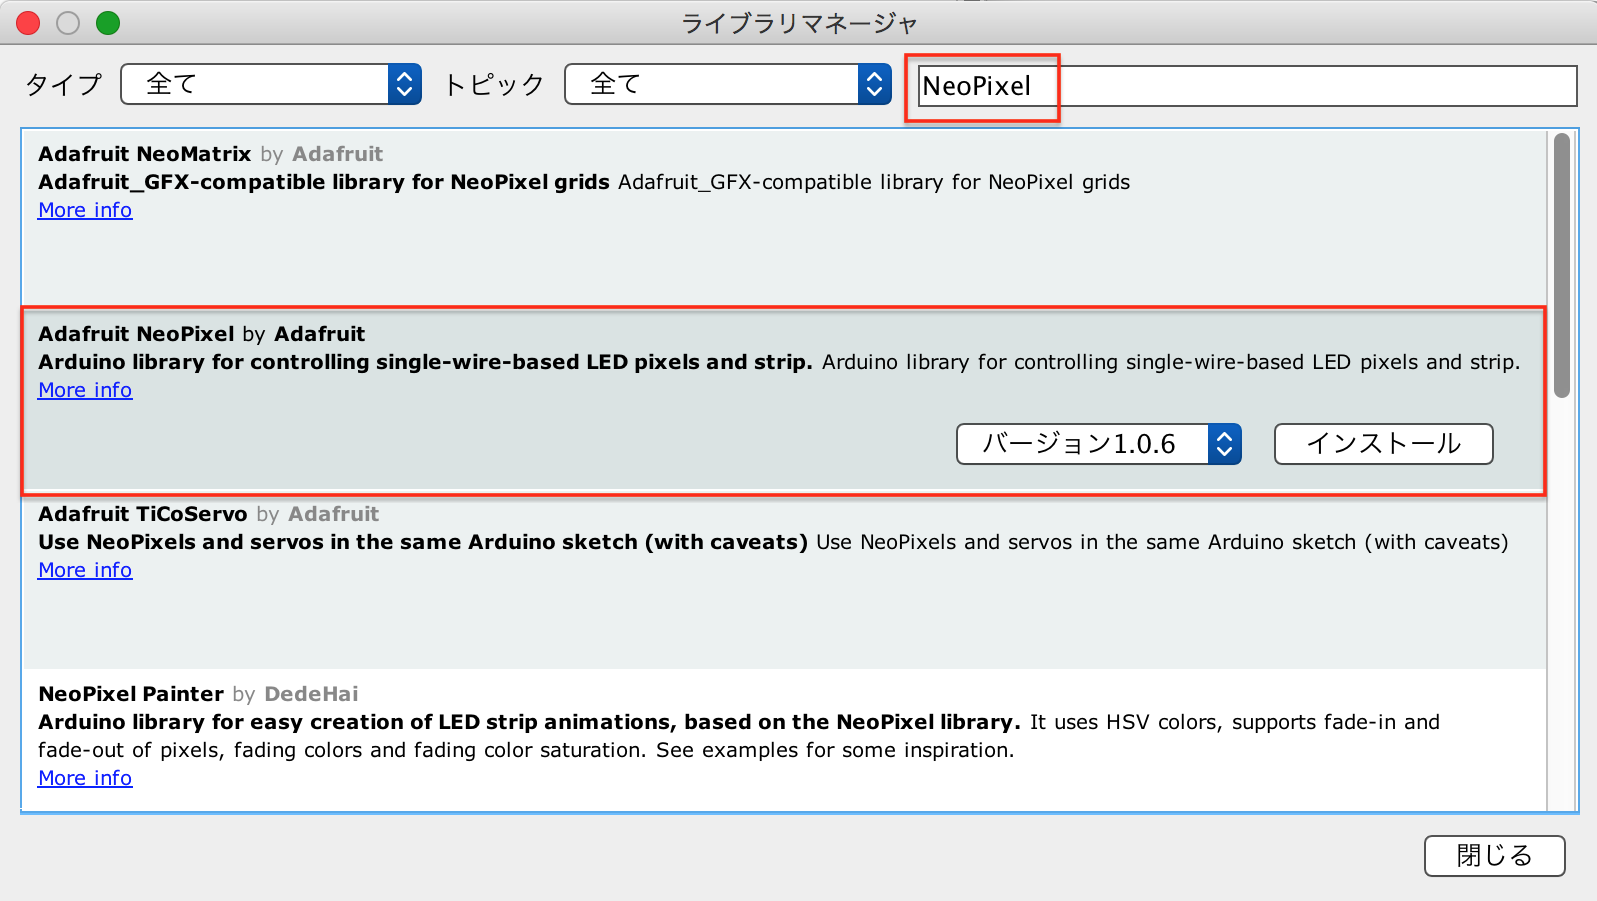 ライブラリマネージャ
タイプ 全て トピック 全て NeoPixel
Adafruit NeoMatrix by Adafruit
Adafruit_GFX-compatible library for NeoPixel grids Adafruit_GFX-compatible library for NeoPixel grids
More info
Adafruit NeoPixel by Adafruit
Arduino library for controlling single-wire-based LED pixels and strip. Arduino library for controlling single-wire-based LED pixels and strip.
More info
バージョン1.0.6 インストール
Adafruit TiCoServo by Adafruit
Use NeoPixels and servos in the same Arduino sketch (with caveats) Use NeoPixels and servos in the same Arduino sketch (with caveats)
More info
NeoPixel Painter by DedeHai
Arduino library for easy creation of LED strip animations, based on the NeoPixel library. It uses HSV colors, supports fade-in and
fade-out of pixels, fading colors and fading color saturation. See examples for some inspiration.
More info
閉じる